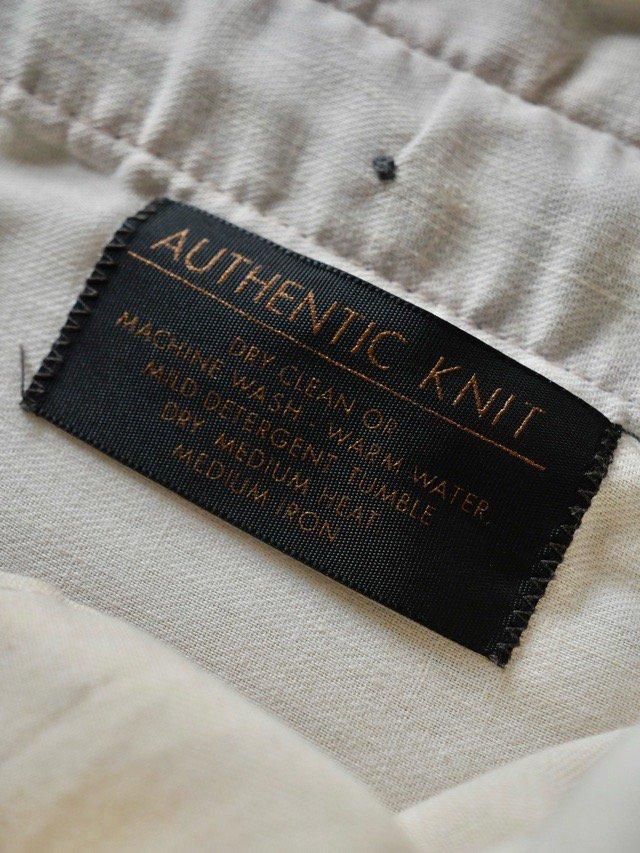 AUTHENTIC KNIT
DRY CLEAN OR
MACHINE WASH - WARM WATER,
MILD DETERGENT TUMBLE
DRY MEDIUM HEAT
MEDIUM IRON